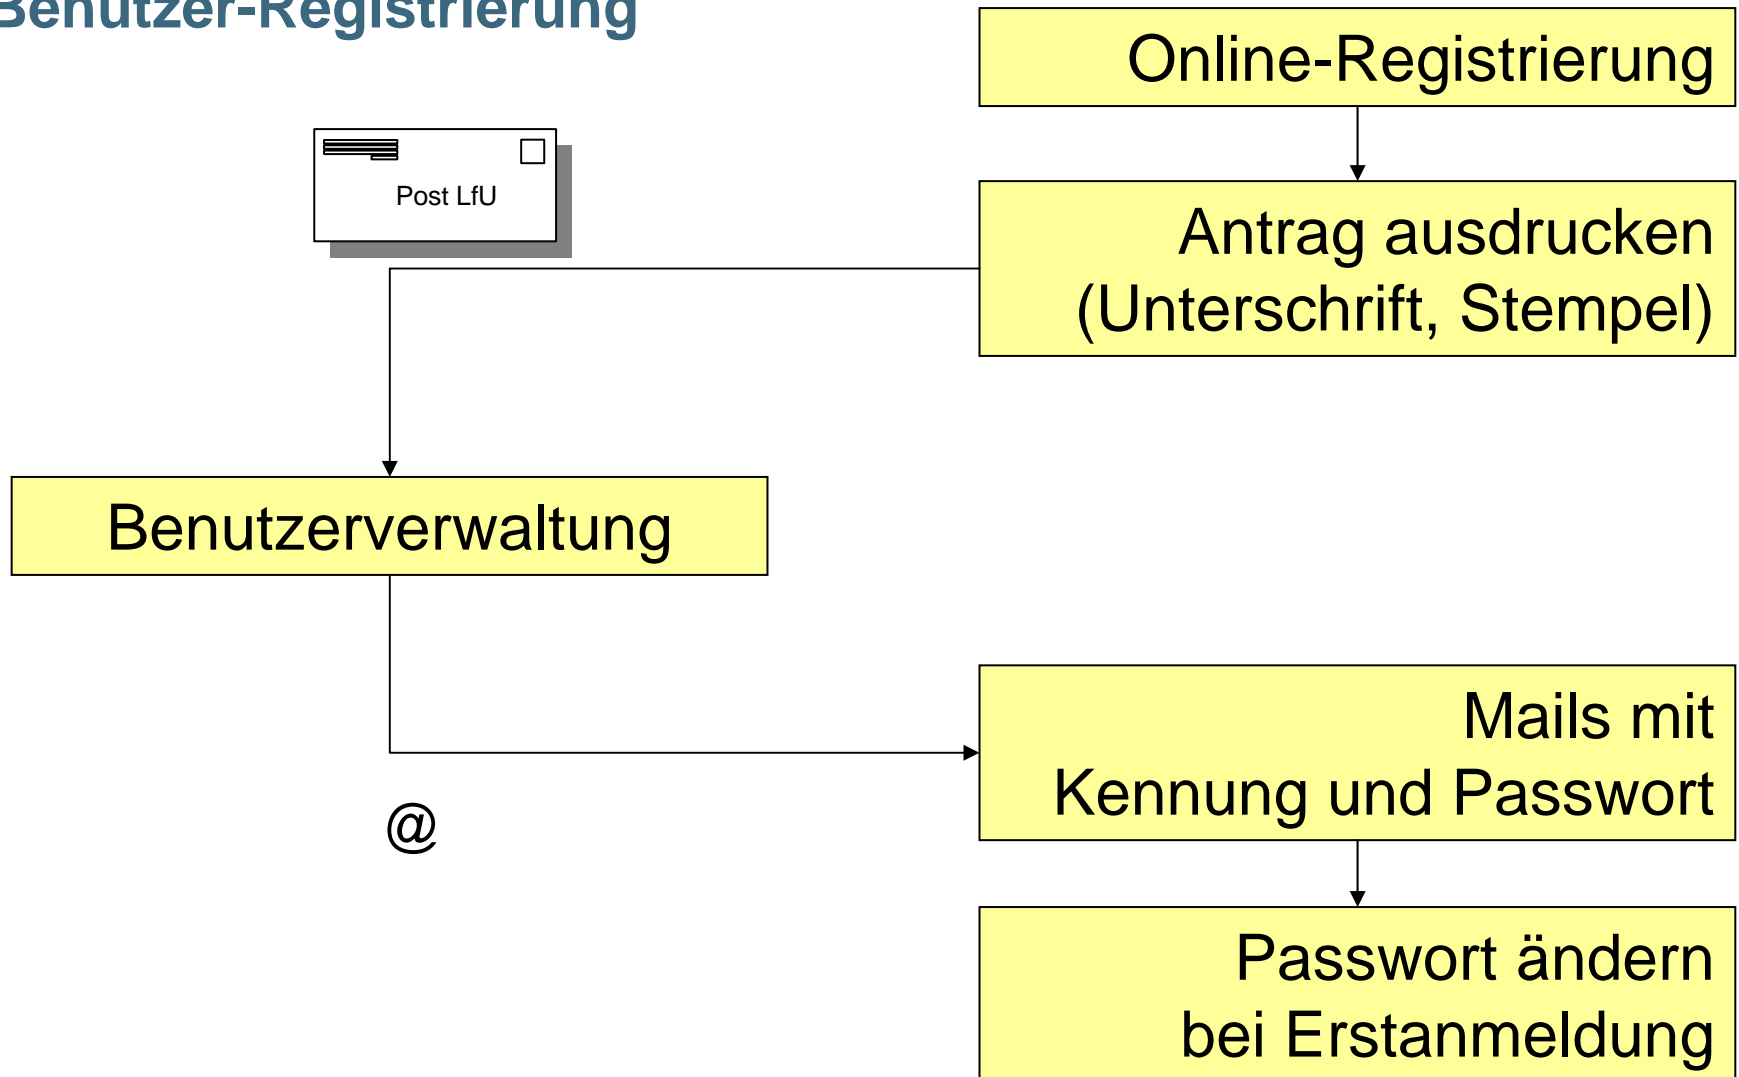 Benutzer-Registrierung
Online-Registrierung
Post LfU
Antrag ausdrucken
(Unterschrift, Stempel)
Benutzerverwaltung
Mails mit
Kennung und Passwort
@
Passwort ändern
bei Erstanmeldung